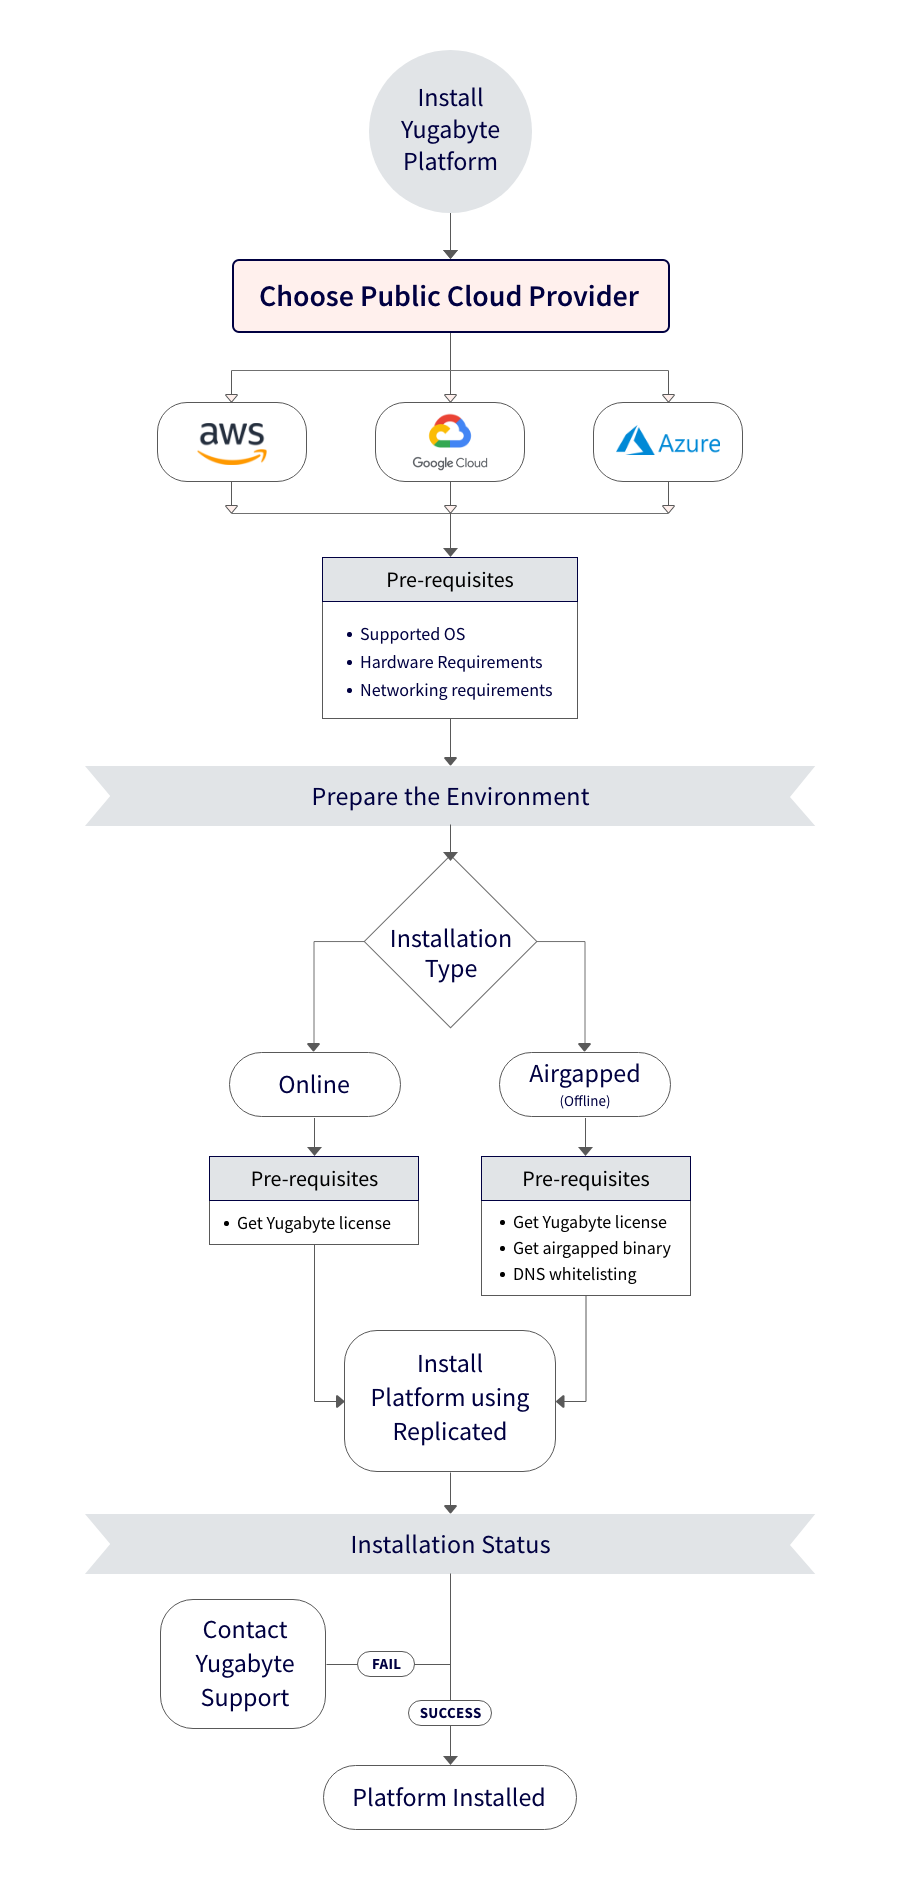 Install
Yugabyte
Platform
Choose Public Cloud Provider
aws
Google Cloud
Azure
Pre-requisites
• Supported OS
• Hardware Requirements
• Networking requirements
Prepare the Environment
Installation
Type
Online
Airgapped
(Offline)
Pre-requisites
• Get Yugabyte license
Pre-requisites
• Get Yugabyte license
• Get airgapped binary
• DNS whitelisting
Install
Platform using
Replicated
Installation Status
Contact
Yugabyte
Support
FAIL
SUCCESS
Platform Installed